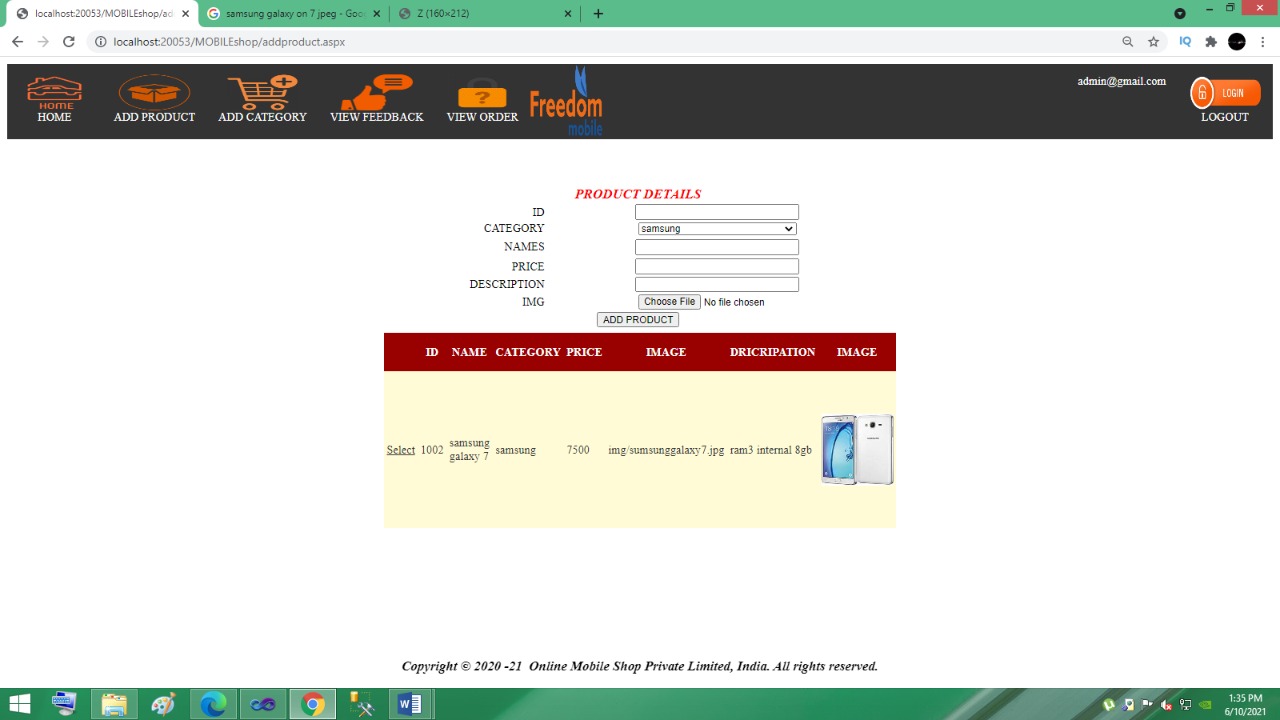 localhost:20053/MOBILEshop/ad
samsung galaxy on 7 jpeg - Goo
Z (160×212)
localhost:20053/MOBILEshop/addproduct.aspx
IQ
HOME
HOME
ADD PRODUCT
ADD CATEGORY
VIEW FEEDBACK
?
VIEW ORDER
Freedom
mobile
admin@gmail.com
LOGIN
LOGOUT
PRODUCT DETAILS
ID
CATEGORY samsung
NAMES
PRICE
DESCRIPTION
IMG Choose File No file chosen
ADD PRODUCT
ID NAME CATEGORY PRICE IMAGE DRICRIPATION IMAGE
Select 1002 samsung galaxy 7 samsung 7500 img/sumsunggalaxy7.jpg ram3 internal 8gb
Copyright © 2020 -21 Online Mobile Shop Private Limited, India. All rights reserved.
1:35 PM
6/10/2021